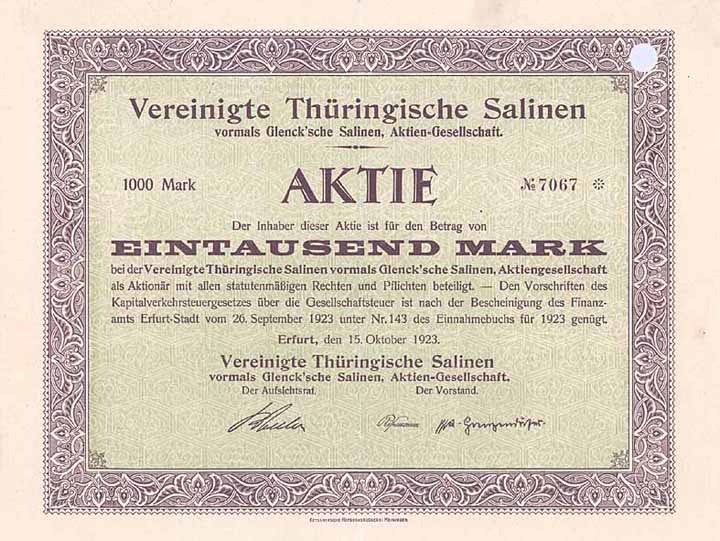 Vereinigte Thüringische Salinen
vormals Glenck'sche Salinen, Aktien-Gesellschaft.
1000 Mark AKTIE № 7067 *
Der Inhaber dieser Aktie ist für den Betrag von
EINTAUSEND MARK
bei der Vereinigte Thüringische Salinen vormals Glenck'sche Salinen, Aktiengesellschaft
als Aktionär mit allen statutenmäßigen Rechten und Pflichten beteiligt. — Den Vorschriften des
Kapitalverkehrsteuergesetzes über die Gesellschaftsteuer ist nach der Bescheinigung des Finanz-
amts Erfurt-Stadt vom 26. September 1923 unter Nr. 143 des Einnahmebuchs für 1923 genügt.
Erfurt, den 15. Oktober 1923.
Vereinigte Thüringische Salinen
vormals Glenck'sche Salinen, Aktien-Gesellschaft.
Der Aufsichtsrat. Der Vorstand.